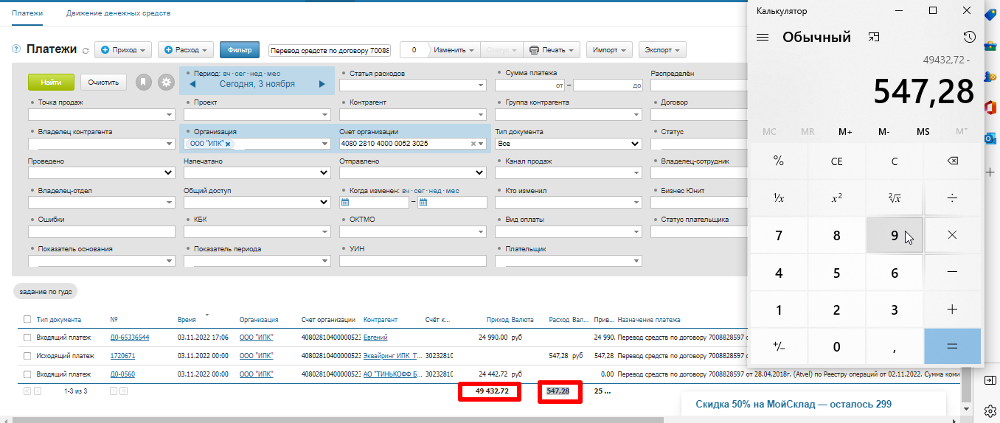 Платежи Движение денежных средств
Платежи Приход Расход Фильтр Перевод средств по договору 70088 0 Изменить Статус Печать Импорт Экспорт
Найти Очистить Период: вч · сег · нед · мес Сегодня, 3 ноября Статья расходов Сумма платежа от – до Распределён
Точка продаж Проект Контрагент Группа контрагента Договор
Владелец контрагента Организация Счет организации Тип документа Статус
ООО "ИПК" 4080 2810 4000 0052 3025 Все
Проведено Напечатано Отправлено Канал продаж Владелец-сотрудник
Владелец-отдел Общий доступ Когда изменен: вч · сег · нед · мес Кто изменил Бизнес Юнит
–
Ошибки КБК ОКТМО Вид оплаты Статус плательщика
Показатель основания Показатель периода УИН Плательщик
задание по гудс
Тип документа № Время Организация Счет организации Контрагент Счёт к... Приход Валюта Расход Вал... Прив... Назначение платежа
Входящий платеж Д0-65336544 03.11.2022 17:06 ООО "ИПК" 40802810400000523 Евгений 24 990,00 руб 24 990, Перевод средств по договору 7008828597
Исходящий платеж 1720671 03.11.2022 00:00 ООО "ИПК" 40802810400000523 Эквайринг ИПК_Т... 30232810 547,28 руб 547,28 Перевод средств по договору 7008828597
Входящий платеж Д0-0560 03.11.2022 00:00 ООО "ИПК" 40802810400000523 АО "ТИНЬКОФФ Б... 30232810 24 442,72 руб 0,00 Перевод средств по договору 7008828597 от 28.04.2018г. (Atvel) по Реестру операций от 02.11.2022. Сумма коми
1-3 из 3 49 432,72 547,28 25 ...
Скидка 50% на МойСклад — осталось 299
Калькулятор
Обычный
49432,72 -
547,28
MC MR M+ M- MS M˅
% CE C
¹/x x² ²√x ÷
7 8 9 ×
4 5 6 −
1 2 3 +
+/− 0 , =